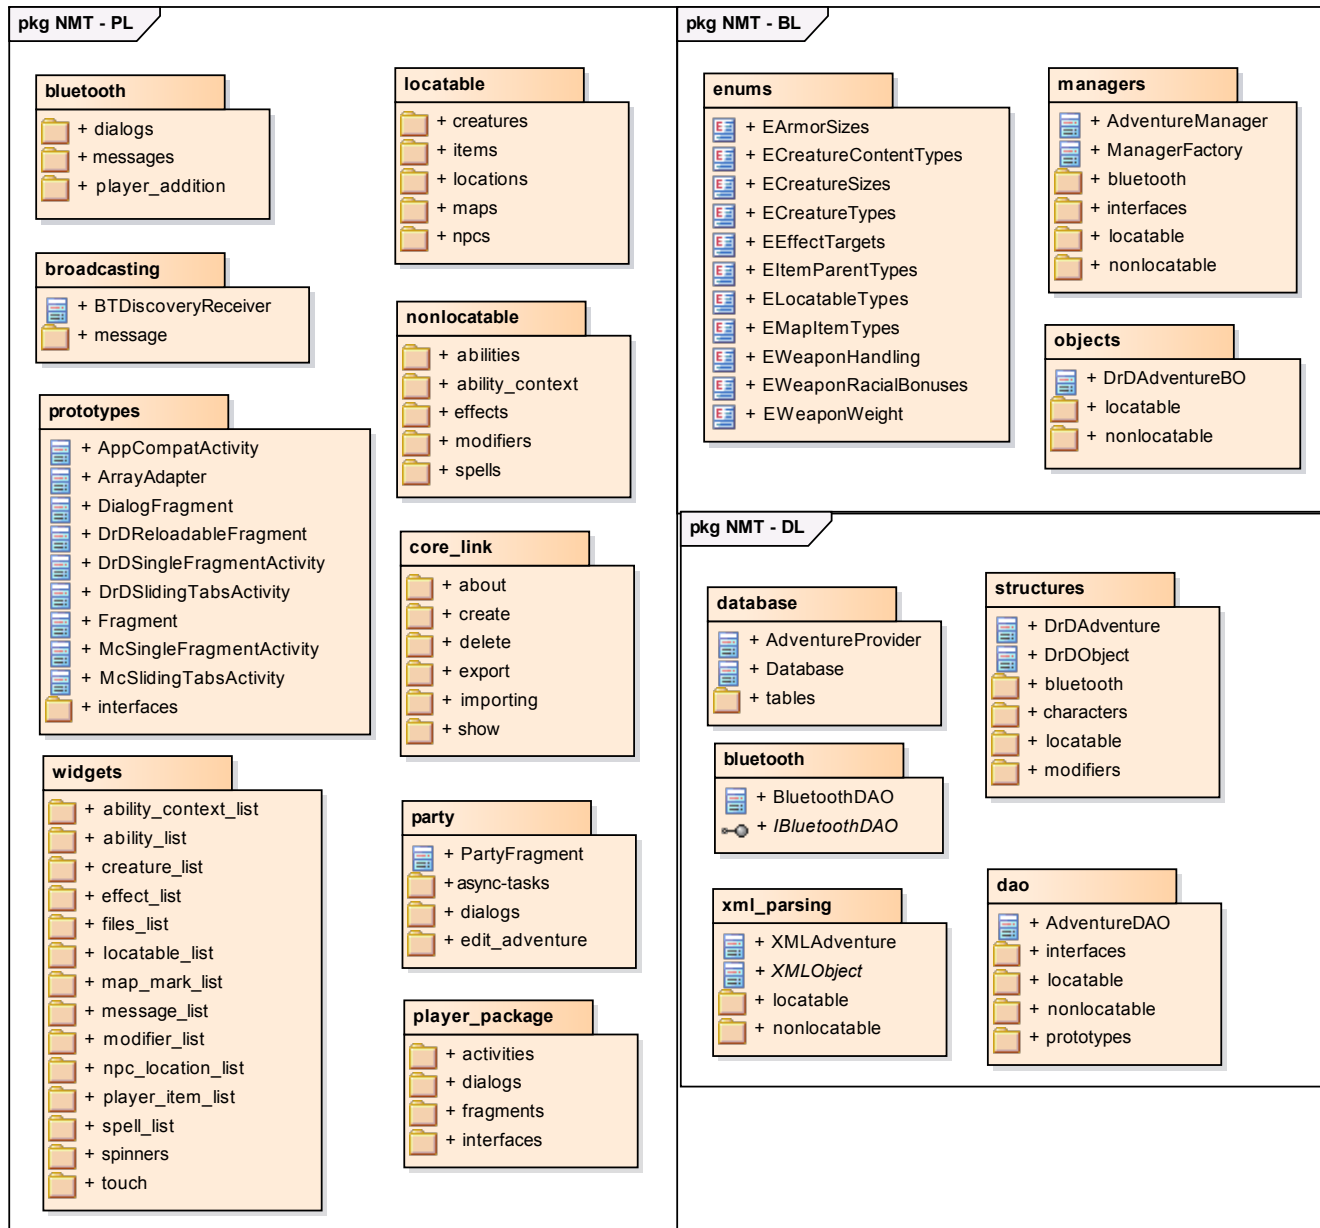 pkg NMT - PL
bluetooth
+ dialogs
+ messages
+ player_addition
broadcasting
+ BTDiscoveryReceiver
+ message
prototypes
+ AppCompatActivity
+ ArrayAdapter
+ DialogFragment
+ DrDReloadableFragment
+ DrDSingleFragmentActivity
+ DrDSlidingTabsActivity
+ Fragment
+ McSingleFragmentActivity
+ McSlidingTabsActivity
+ interfaces
widgets
+ ability_context_list
+ ability_list
+ creature_list
+ effect_list
+ files_list
+ locatable_list
+ map_mark_list
+ message_list
+ modifier_list
+ npc_location_list
+ player_item_list
+ spell_list
+ spinners
+ touch
locatable
+ creatures
+ items
+ locations
+ maps
+ npcs
nonlocatable
+ abilities
+ ability_context
+ effects
+ modifiers
+ spells
core_link
+ about
+ create
+ delete
+ export
+ importing
+ show
party
+ PartyFragment
+async-tasks
+ dialogs
+ edit_adventure
player_package
+ activities
+ dialogs
+ fragments
+ interfaces
pkg NMT - BL
enums
+ EArmorSizes
+ ECreatureContentTypes
+ ECreatureSizes
+ ECreatureTypes
+ EEffectTargets
+ EItemParentTypes
+ ELocatableTypes
+ EMapItemTypes
+ EWeaponHandling
+ EWeaponRacialBonuses
+ EWeaponWeight
managers
+ AdventureManager
+ ManagerFactory
+ bluetooth
+ interfaces
+ locatable
+ nonlocatable
objects
+ DrDAdventureBO
+ locatable
+ nonlocatable
pkg NMT - DL
database
+ AdventureProvider
+ Database
+ tables
bluetooth
+ BluetoothDAO
+ IBluetoothDAO
xml_parsing
+ XMLAdventure
+ XMLObject
+ locatable
+ nonlocatable
structures
+ DrDAdventure
+ DrDObject
+ bluetooth
+ characters
+ locatable
+ modifiers
dao
+ AdventureDAO
+ interfaces
+ locatable
+ nonlocatable
+ prototypes